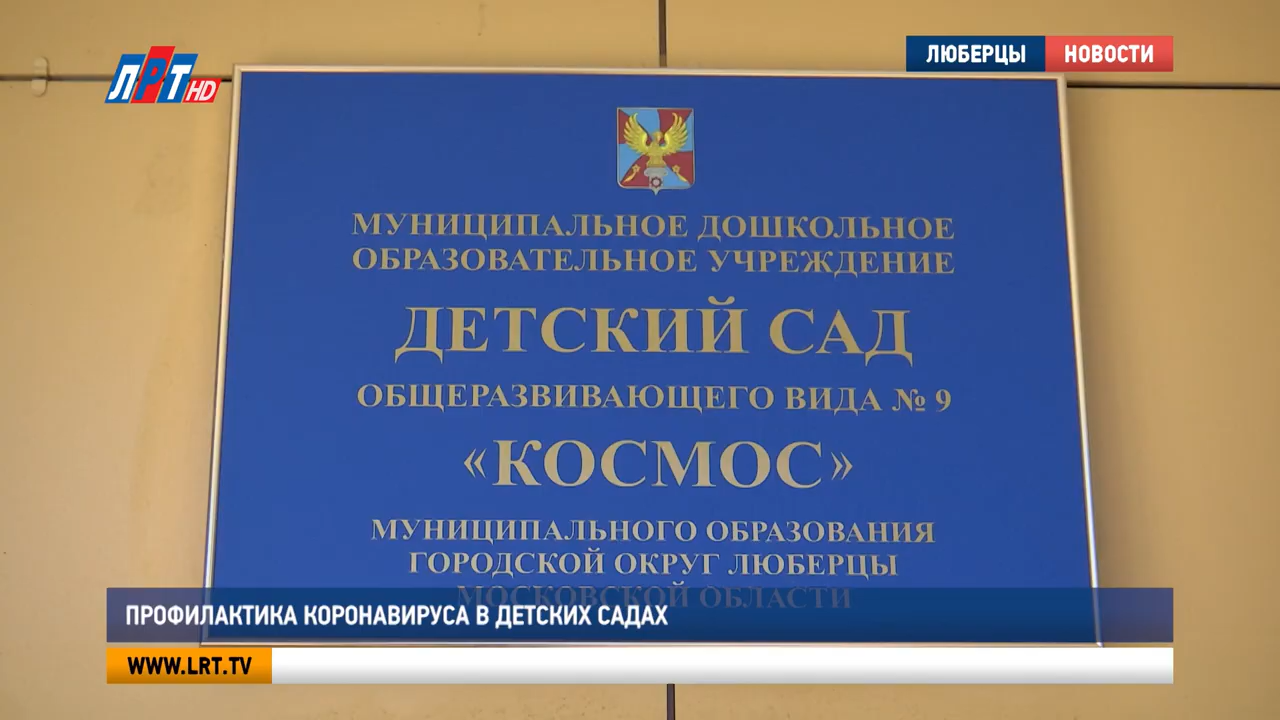 ЛРТ HD
ЛЮБЕРЦЫ НОВОСТИ
МУНИЦИПАЛЬНОЕ ДОШКОЛЬНОЕ
ОБРАЗОВАТЕЛЬНОЕ УЧРЕЖДЕНИЕ
ДЕТСКИЙ САД
ОБЩЕРАЗВИВАЮЩЕГО ВИДА № 9
«КОСМОС»
МУНИЦИПАЛЬНОГО ОБРАЗОВАНИЯ
ГОРОДСКОЙ ОКРУГ ЛЮБЕРЦЫ
МОСКОВСКОЙ ОБЛАСТИ
ПРОФИЛАКТИКА КОРОНАВИРУСА В ДЕТСКИХ САДАХ
WWW.LRT.TV